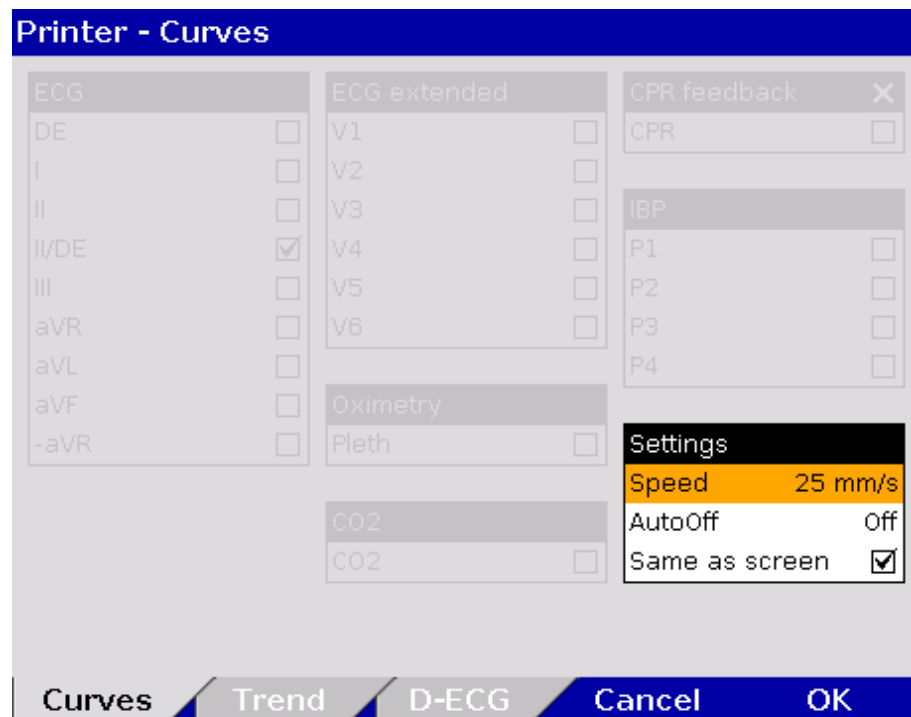 Printer - Curves
ECG
DE
I
II
II/DE
III
aVR
aVL
aVF
-aVR
ECG extended
V1
V2
V3
V4
V5
V6
Oximetry
Pleth
CO2
CO2
CPR feedback
CPR
IBP
P1
P2
P3
P4
Settings
Speed 25 mm/s
AutoOff Off
Same as screen
Curves Trend D-ECG Cancel OK